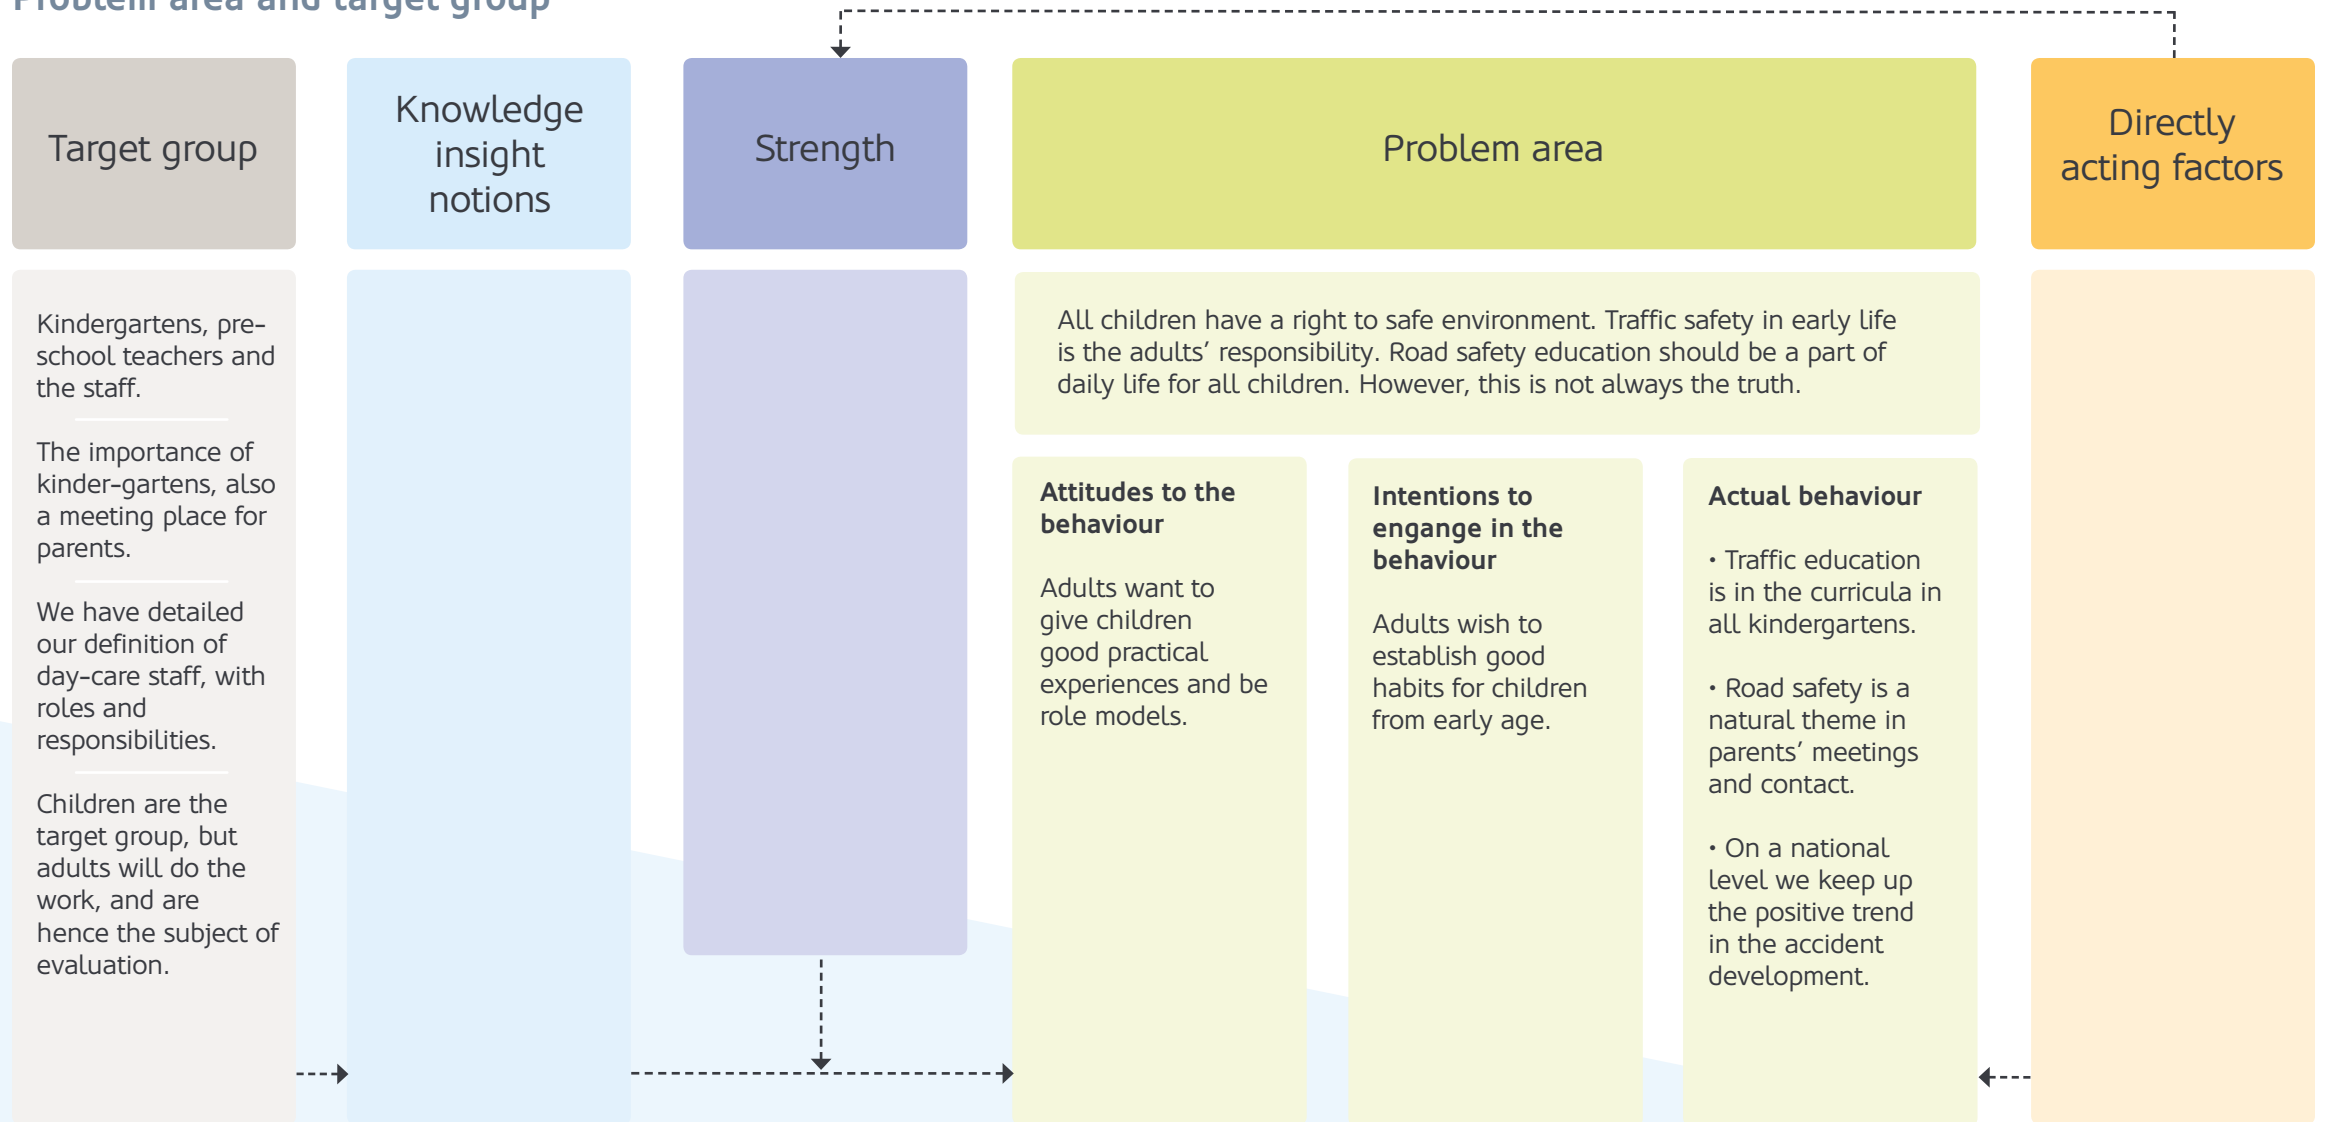 Problem area and target group
Target group
Knowledge
insight
notions
Strength
Problem area
Directly
acting factors
Kindergartens, pre-
school teachers and
the staff.
The importance of
kinder-gartens, also
a meeting place for
parents.
We have detailed
our definition of
day-care staff, with
roles and
responsibilities.
Children are the
target group, but
adults will do the
work, and are
hence the subject of
evaluation.
All children have a right to safe environment. Traffic safety in early life
is the adults’ responsibility. Road safety education should be a part of
daily life for all children. However, this is not always the truth.
Attitudes to the
behaviour
Adults want to
give children
good practical
experiences and be
role models.
Intentions to
engange in the
behaviour
Adults wish to
establish good
habits for children
from early age.
Actual behaviour
• Traffic education
is in the curricula in
all kindergartens.
• Road safety is a
natural theme in
parents’ meetings
and contact.
• On a national
level we keep up
the positive trend
in the accident
development.